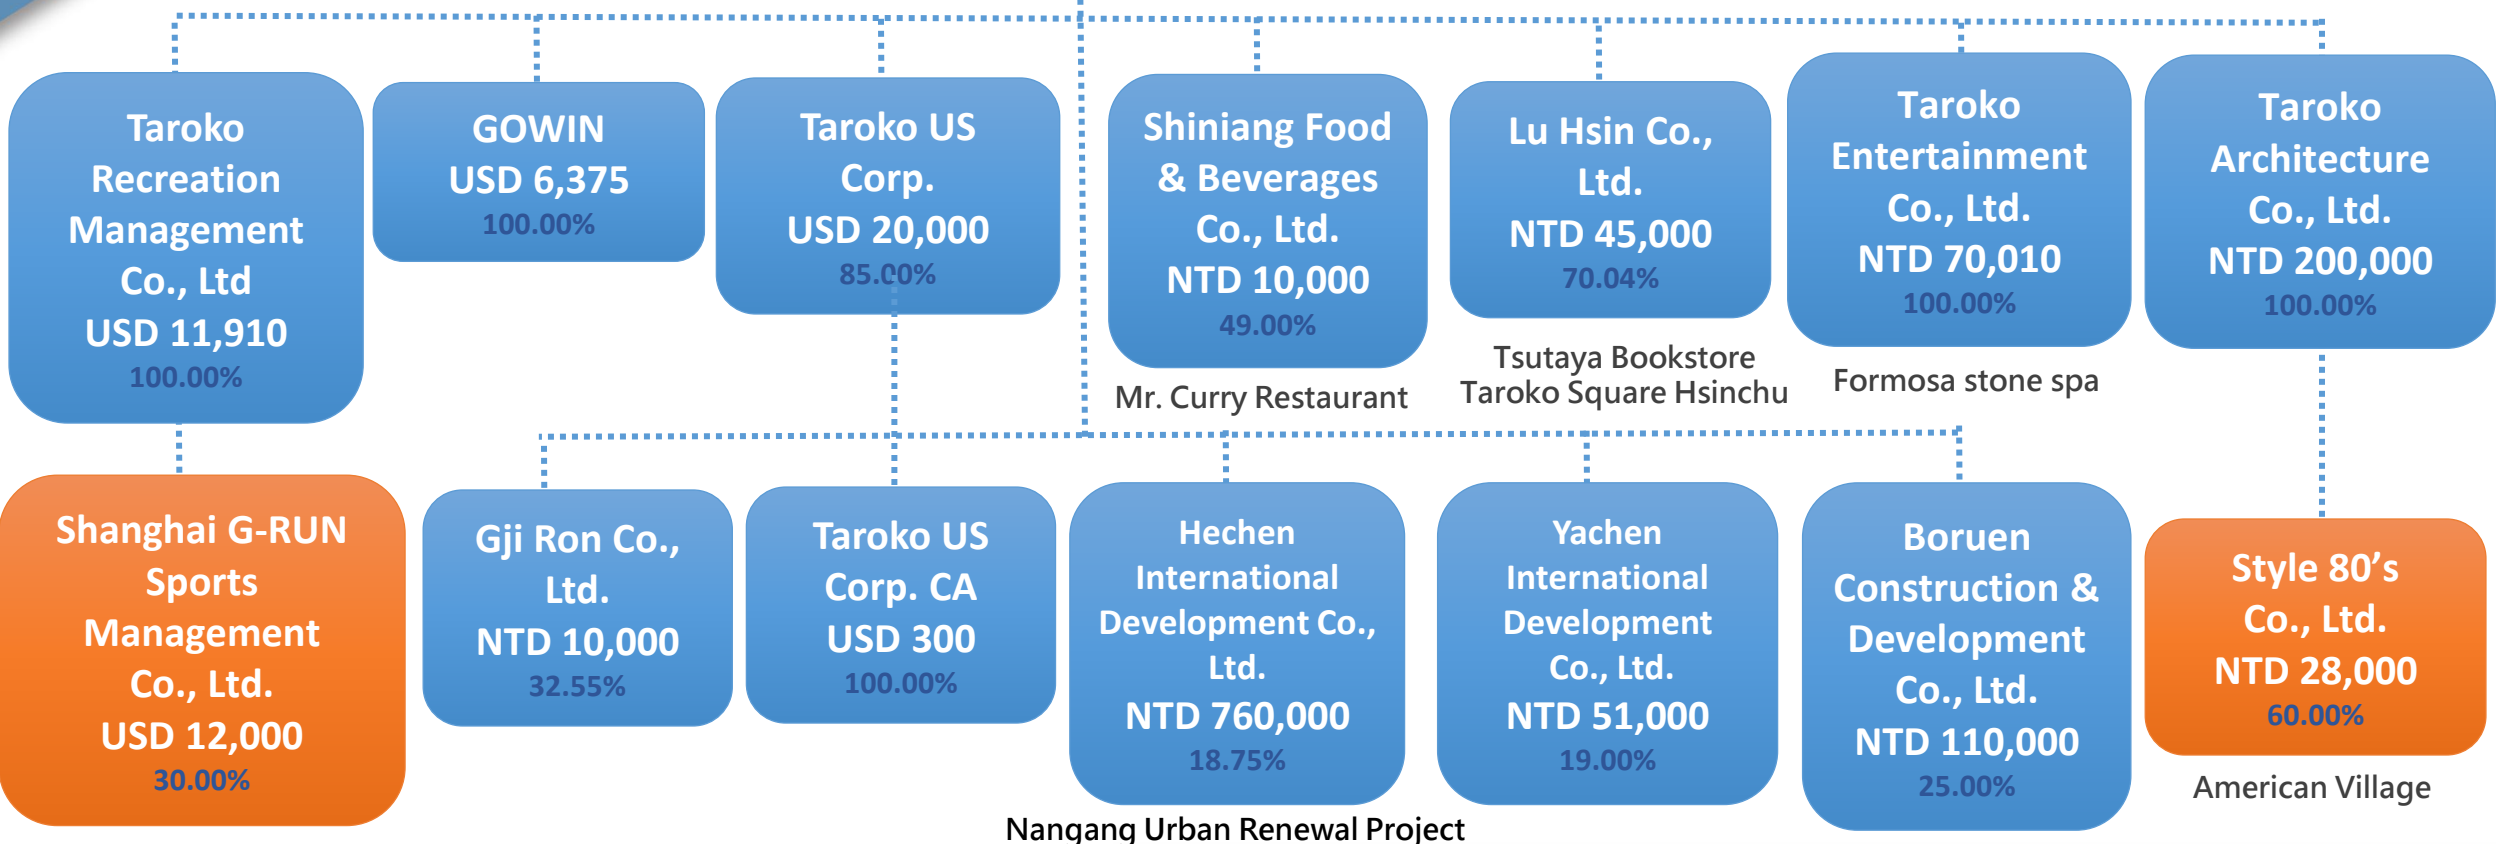 Taroko
Recreation
Management
Co., Ltd
USD 11,910
100.00%
GOWIN
USD 6,375
100.00%
Taroko US
Corp.
USD 20,000
85.00%
Shiniang Food
& Beverages
Co., Ltd.
NTD 10,000
49.00%
Mr. Curry Restaurant
Lu Hsin Co.,
Ltd.
NTD 45,000
70.04%
Tsutaya Bookstore
Taroko Square Hsinchu
Taroko
Entertainment
Co., Ltd.
NTD 70,010
100.00%
Formosa stone spa
Taroko
Architecture
Co., Ltd.
NTD 200,000
100.00%
Shanghai G-RUN
Sports
Management
Co., Ltd.
USD 12,000
30.00%
Gji Ron Co.,
Ltd.
NTD 10,000
32.55%
Taroko US
Corp. CA
USD 300
100.00%
Hechen
International
Development Co.,
Ltd.
NTD 760,000
18.75%
Yachen
International
Development
Co., Ltd.
NTD 51,000
19.00%
Boruen
Construction &
Development
Co., Ltd.
NTD 110,000
25.00%
Style 80’s
Co., Ltd.
NTD 28,000
60.00%
American Village
Nangang Urban Renewal Project